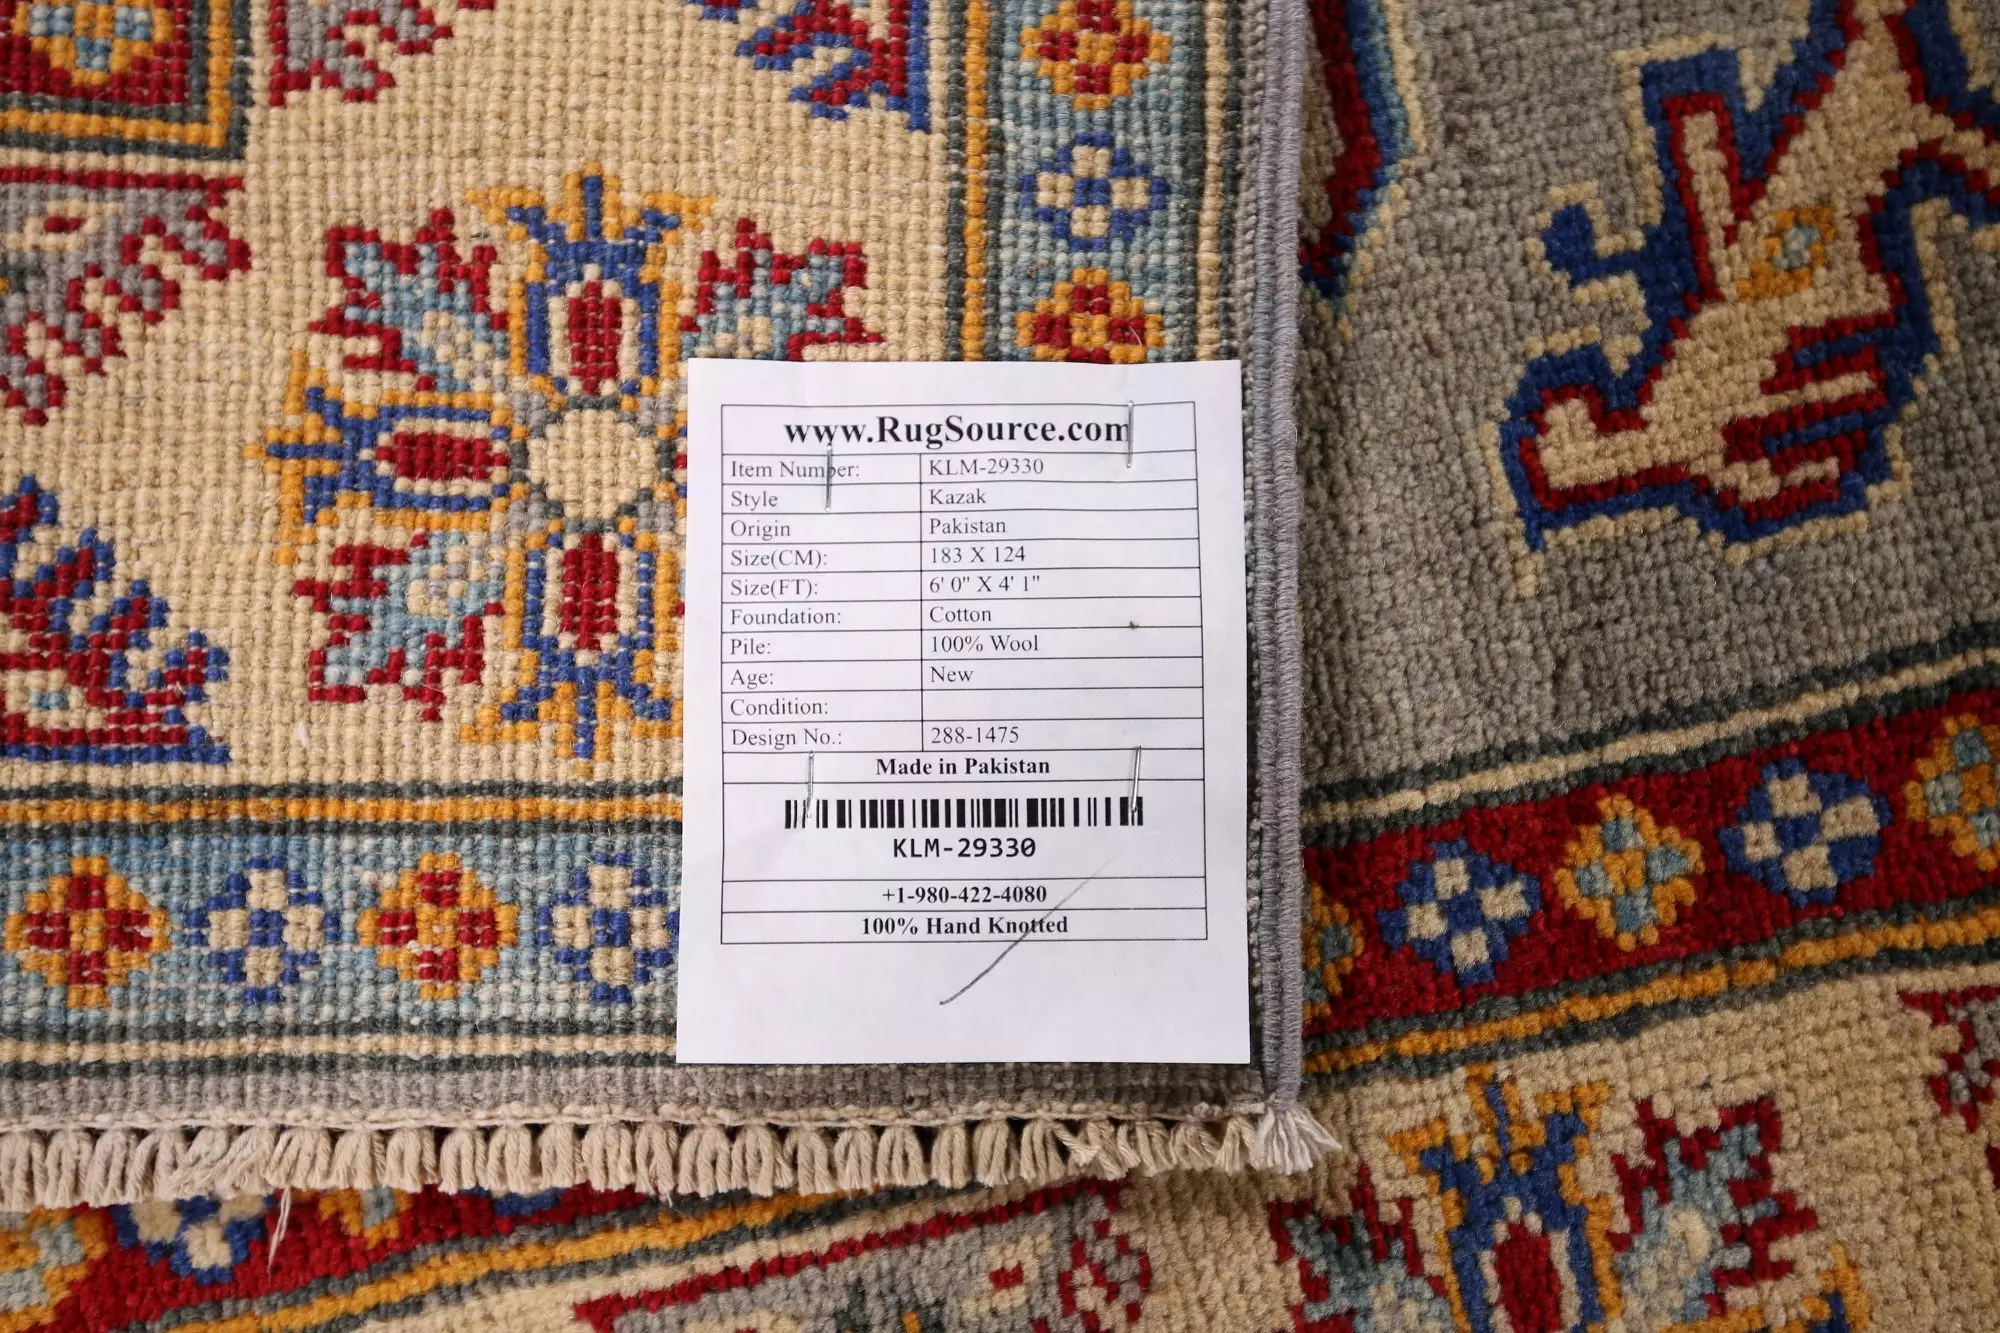 www.RugSource.com
Item Number: KLM-29330
Style Kazak
Origin Pakistan
Size(CM): 183 X 124
Size(FT): 6' 0" X 4' 1"
Foundation: Cotton
Pile: 100% Wool
Age: New
Condition:
Design No.: 288-1475
Made in Pakistan
KLM-29330
+1-980-422-4080
100% Hand Knotted